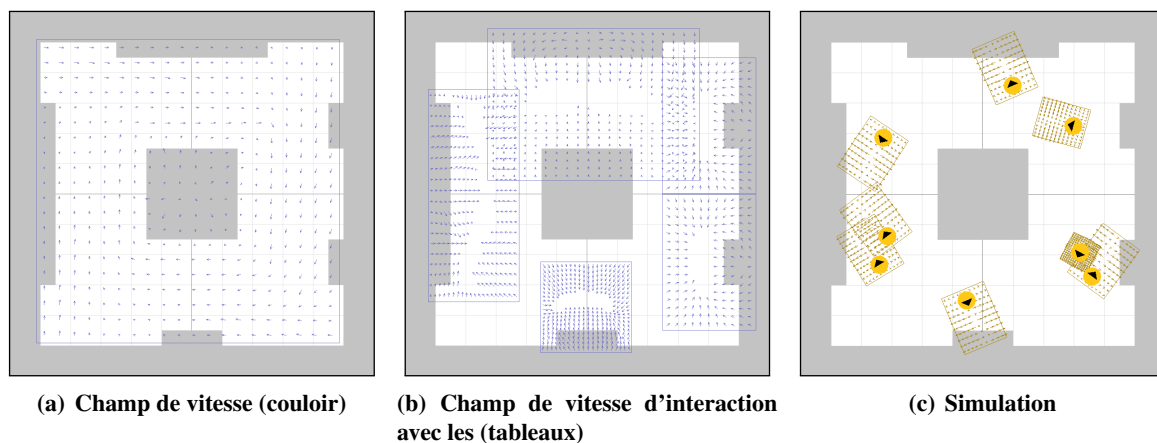 (a) Champ de vitesse (couloir)
(b) Champ de vitesse d'interaction
avec les (tableaux)
(c) Simulation